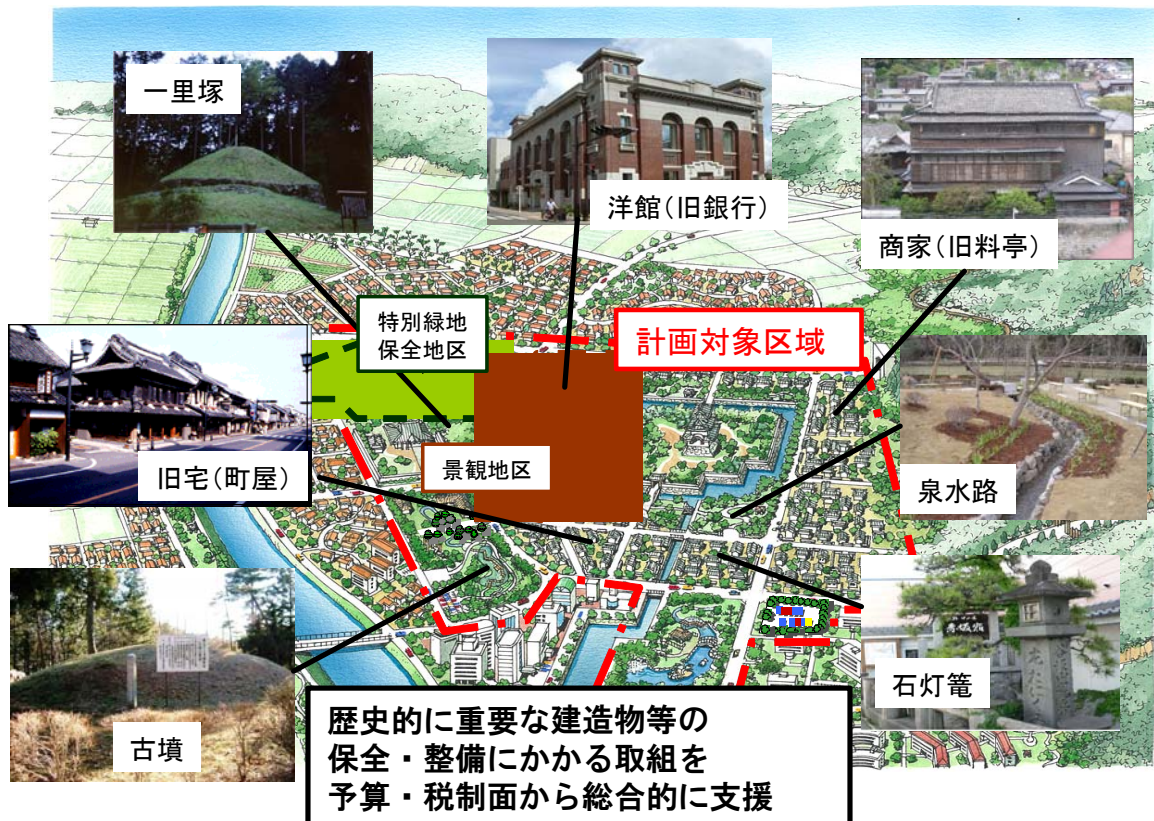 一里塚
洋館(旧銀行)
商家(旧料亭)
特別緑地
保全地区
計画対象区域
旧宅(町屋)
景観地区
泉水路
古墳
石灯篭
歴史的に重要な建造物等の
保全・整備にかかる取組を
予算・税制面から総合的に支援